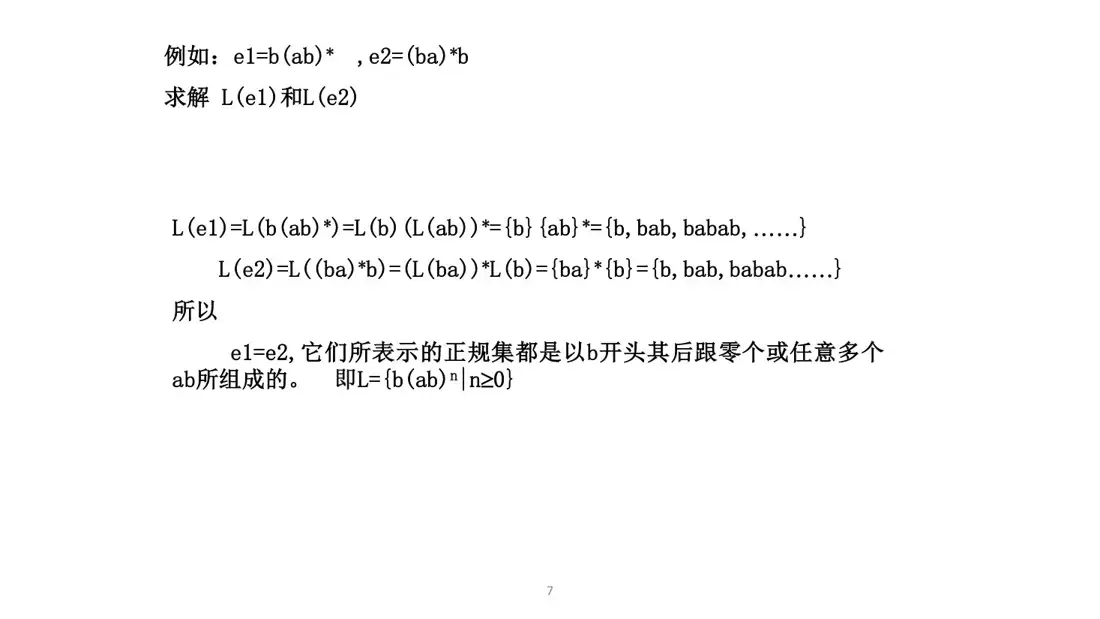 例如：e1=b(ab)* ,e2=(ba)*b
求解 L(e1)和L(e2)
L(e1)=L(b(ab)*)=L(b)(L(ab))*={b}{ab}*={b,bab,babab,……}
L(e2)=L((ba)*b)=(L(ba))*L(b)={ba}*{b}={b,bab,babab……}
所以
e1=e2,它们所表示的正规集都是以b开头其后跟零个或任意多个
ab所组成的。 即L={b(ab)ⁿ|n≥0}
7